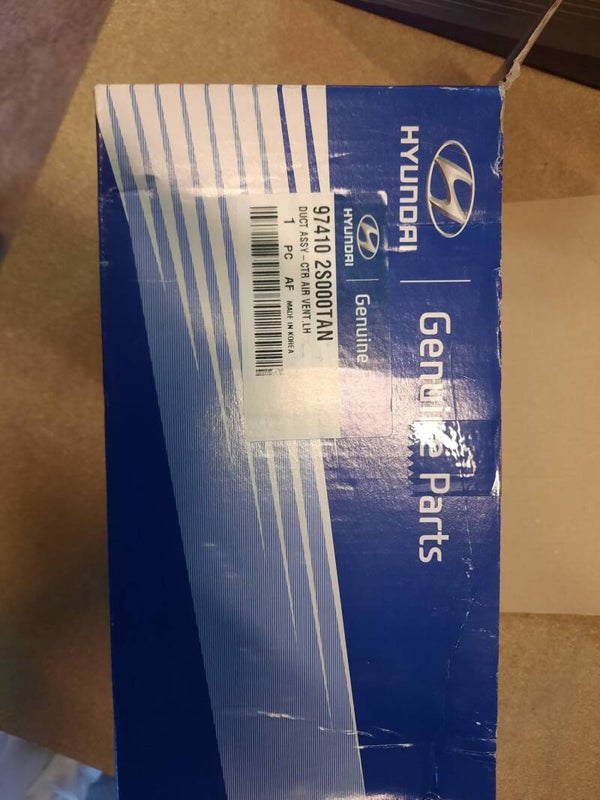 HYUNDAI | Genuine Parts
HYUNDAI | Genuine
97410 2S000TAN
DUCT ASSY-CTR AIR VENT,LH
1 PC AF MADE IN KOREA